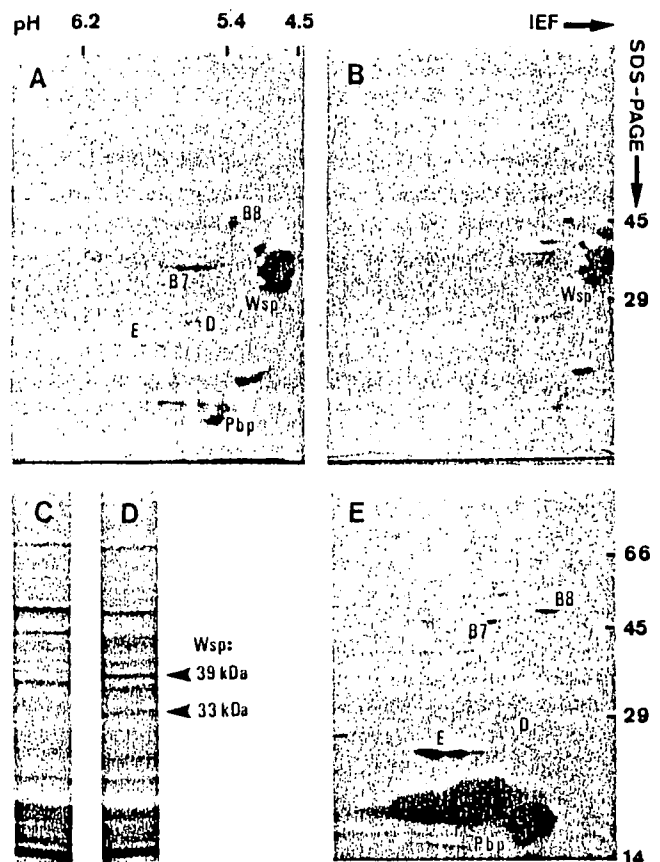 pH 6.2 5.4 4.5 IEF
A
B
SDS-PAGE
B8
45
B7
Wsp
Wsp
29
E
D
Pbp
C
D
E
66
B8
B7
45
Wsp:
39 kDa
33 kDa
29
D
E
Pbp
14